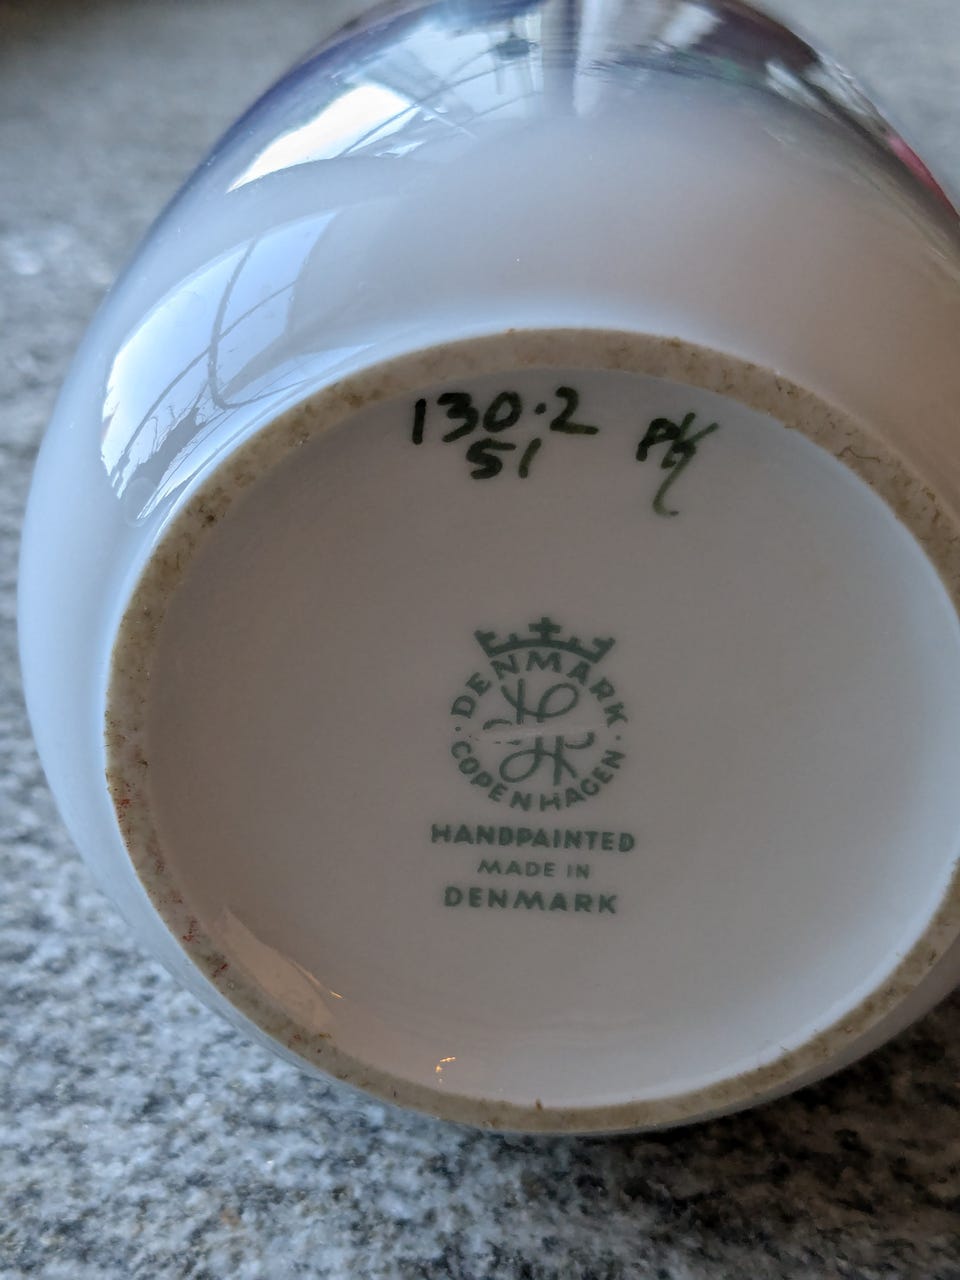 130.2
51
DENMARK
COPENHAGEN
HANDPAINTED
MADE IN
DENMARK